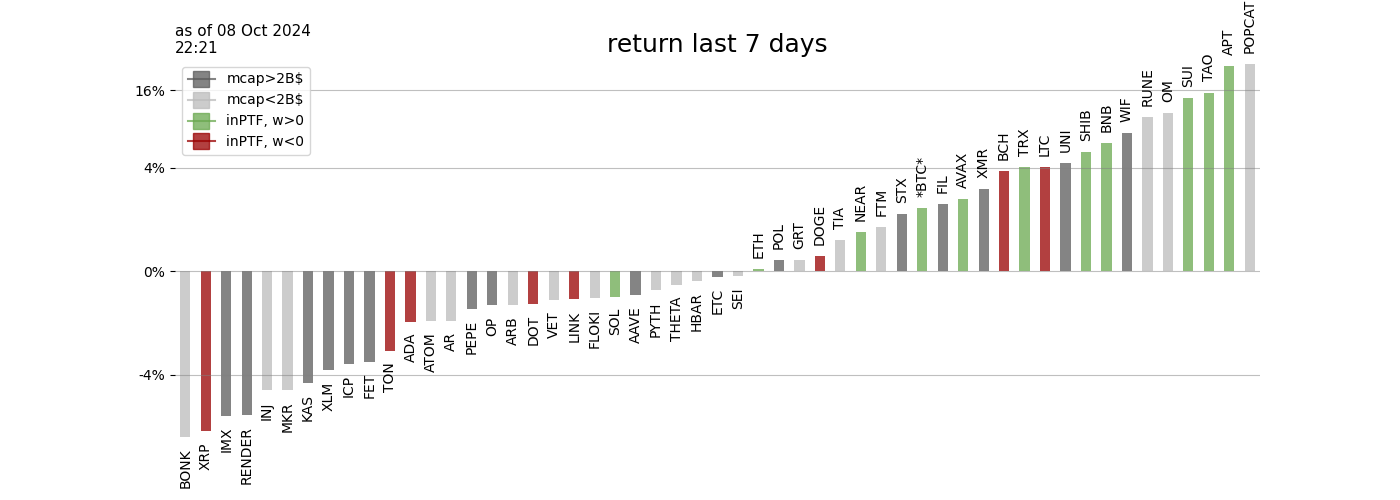 as of 08 Oct 2024
22:21
return last 7 days
mcap>2B$
mcap<2B$
inPTF, w>0
inPTF, w<0
16%
4%
0%
-4%
BONK
XRP
IMX
RENDER
INJ
MKR
KAS
XLM
ICP
FET
TON
ADA
ATOM
AR
PEPE
OP
ARB
DOT
VET
LINK
FLOKI
SOL
AAVE
PYTH
THETA
HBAR
ETC
SEI
ETH
POL
GRT
DOGE
TIA
NEAR
FTM
STX
*BTC*
FIL
AVAX
XMR
BCH
TRX
LTC
UNI
SHIB
BNB
WIF
RUNE
OM
SUI
TAO
APT
POPCAT